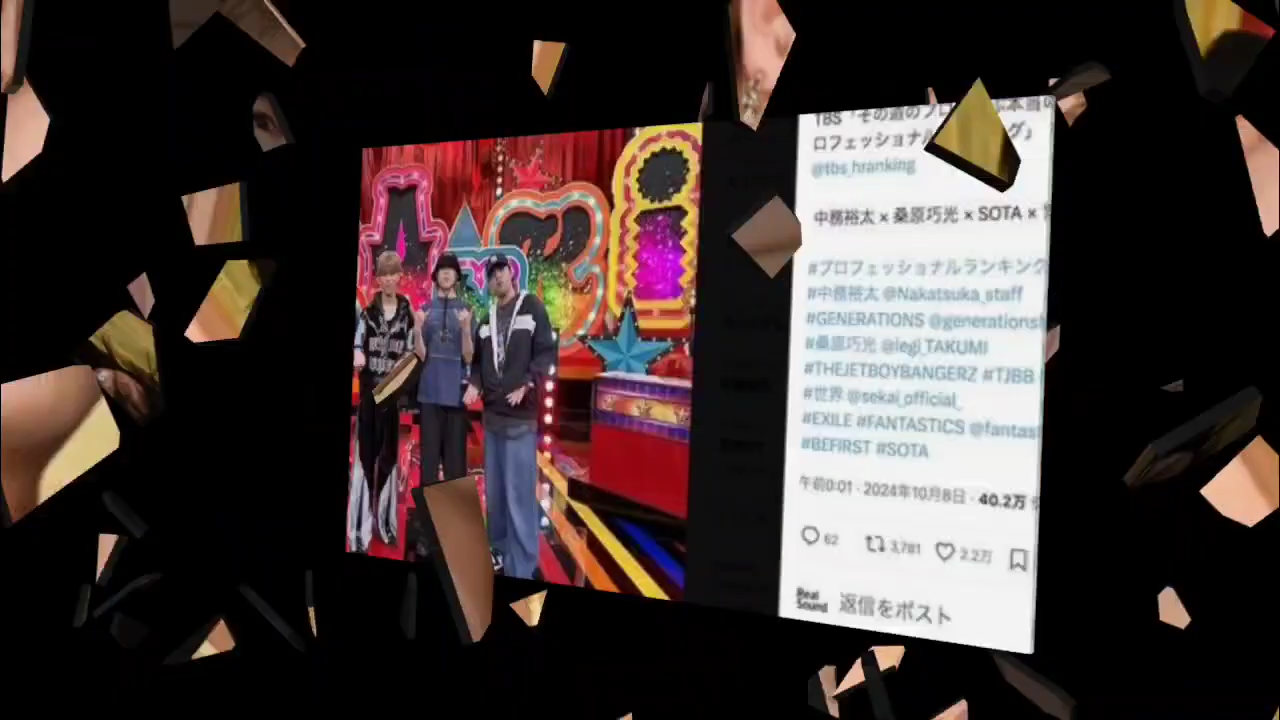 TBS「その道のプロ
ロフェッショナル
@tbs_hranking
中務裕太 × 桑原巧光 × SOTA ×
#プロフェッショナルランキング
#中務裕太 @Nakatsuka_staff
#GENERATIONS @generations
#桑原巧光 @legi_TAKUMI
#THEJETBOYBANGERZ #TJBB
#世界 @sekai_official_
#EXILE #FANTASTICS @fantas
#BEFIRST #SOTA
午前0:01 · 2024年10月8日 · 40.2万
62 3,781 2.2万
Real Sound
返信をポスト